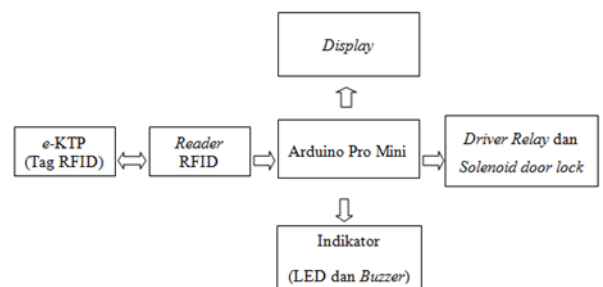 Display
e-KTP
(Tag RFID)
Reader
RFID
Arduino Pro Mini
Driver Relay dan
Solenoid door lock
Indikator
(LED dan Buzzer)